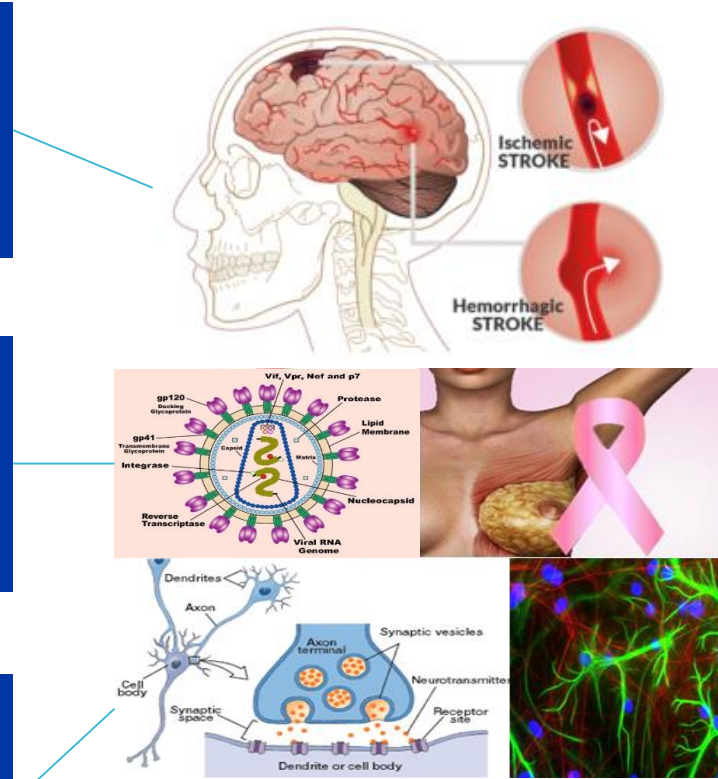 Ischemic
STROKE
Hemorrhagic
STROKE
Vif, Vpr, Nef and p7
gp120
Docking
Glycoprotein
Protease
Lipid
Membrane
gp41
Transmembrane
Glycoprotein
Capsid
Matrix
Integrase
Nucleocapsid
Reverse
Transcriptase
Viral RNA
Genome
Dendrites
Axon
Cell
body
Synaptic
space
Axon
terminal
Synaptic vesicles
Neurotransmitter
Receptor
site
Dendrite or cell body